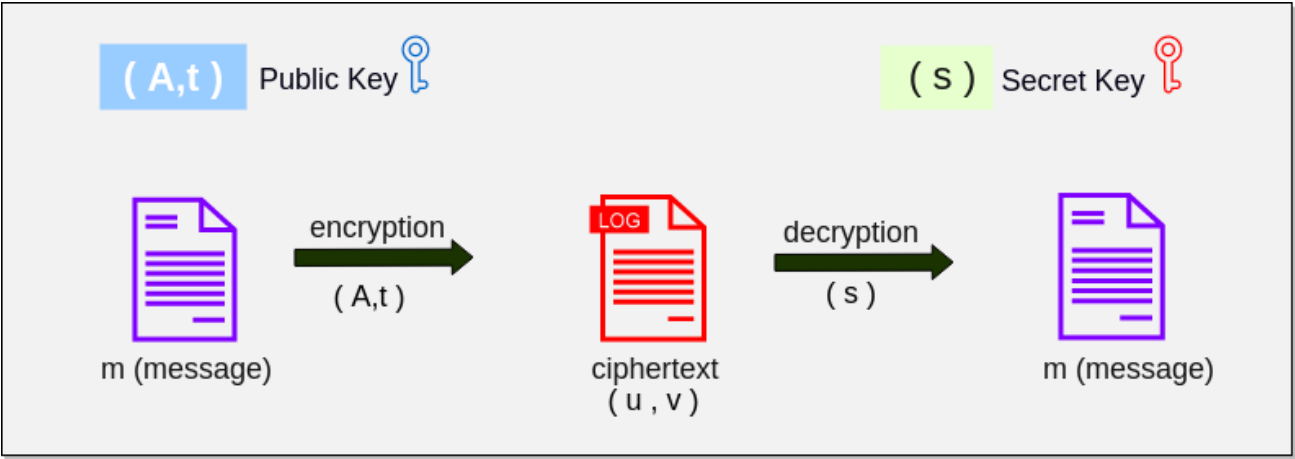 ( A,t ) Public Key
( s ) Secret Key
encryption
( A,t )
LOG
decryption
( s )
m (message)
ciphertext
( u , v )
m (message)